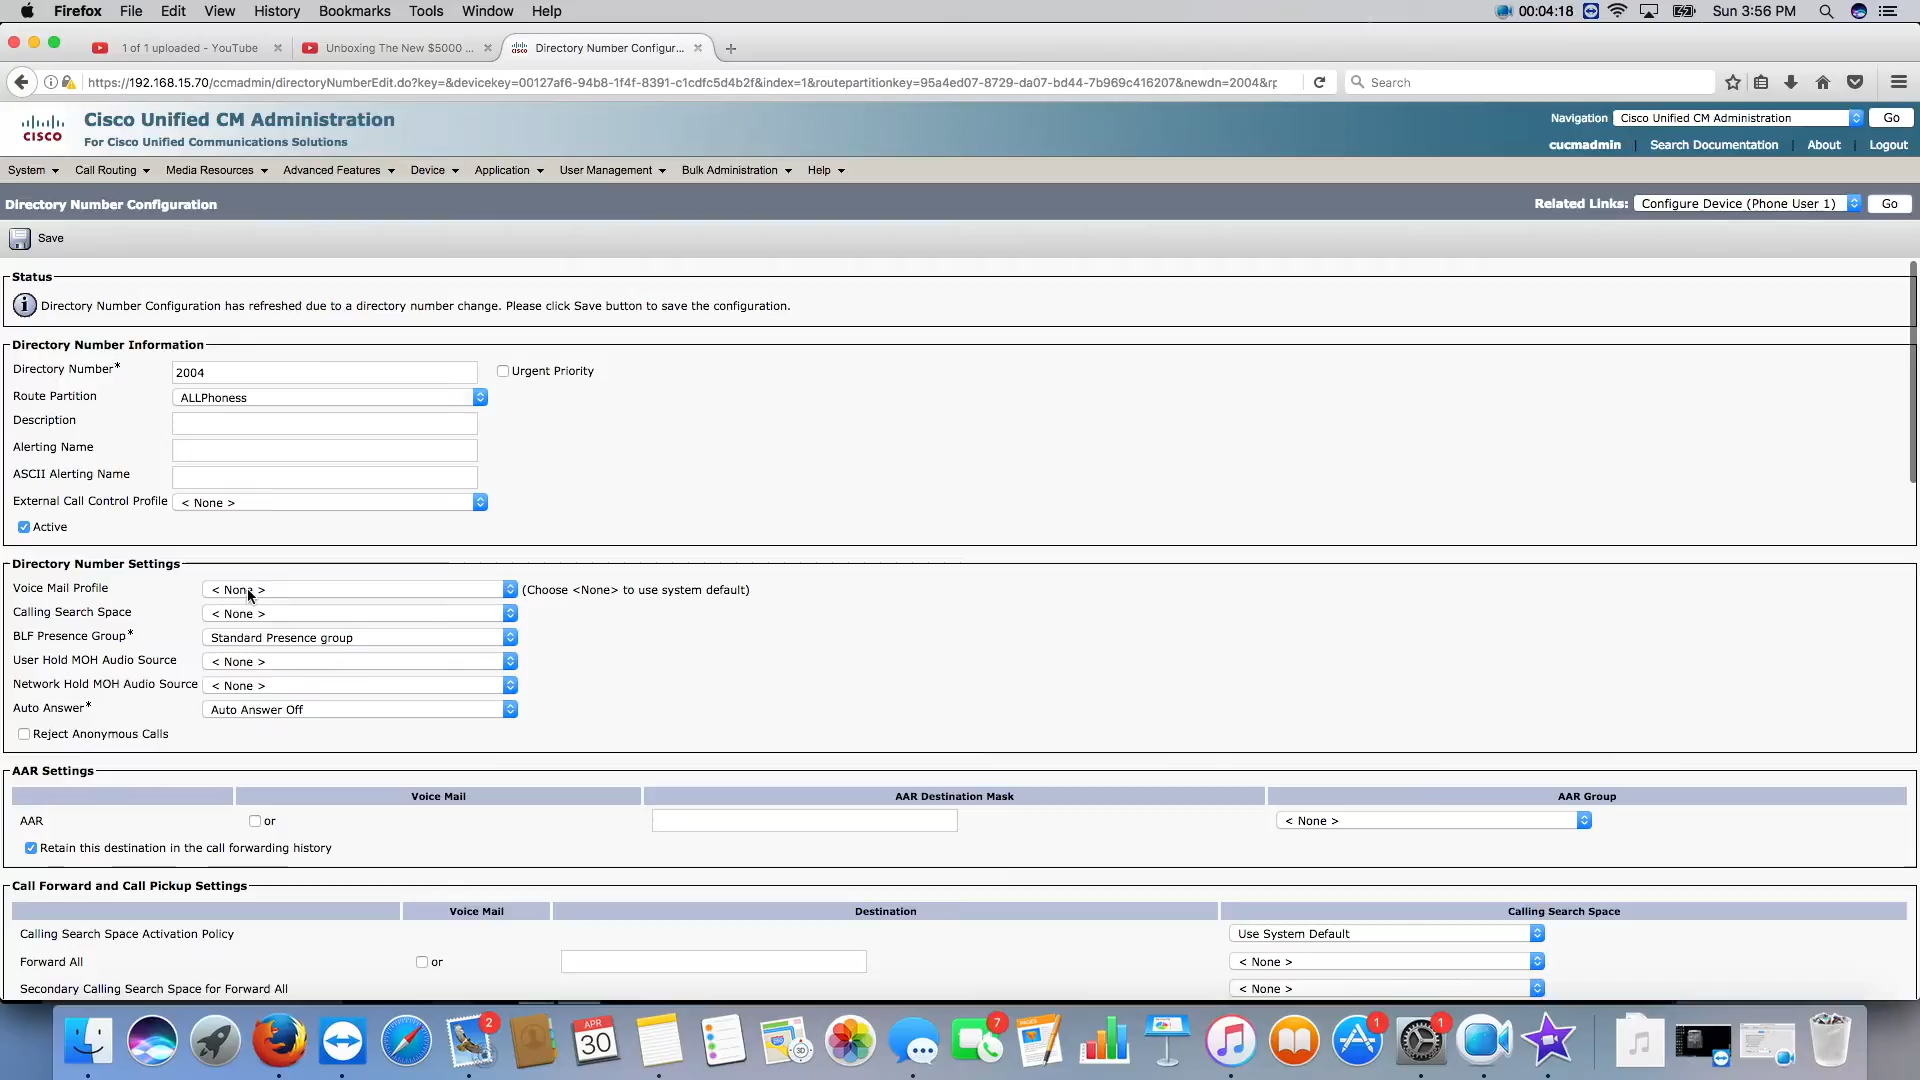 Firefox File Edit View History Bookmarks Tools Window Help 00:04:18 Sun 3:56 PM
1 of 1 uploaded - YouTube Unboxing The New $5000 ... Directory Number Configur...
https://192.168.15.70/ccmadmin/directoryNumberEdit.do?key=&devicekey=00127af6-94b8-1f4f-8391-c1cdfc5d4b2f&index=1&routepartitionkey=95a4ed07-8729-da07-bd44-7b969c416207&newdn=2004&rp Search
CISCO
Cisco Unified CM Administration
For Cisco Unified Communications Solutions
Navigation Cisco Unified CM Administration Go
cucmadmin | Search Documentation | About | Logout
System Call Routing Media Resources Advanced Features Device Application User Management Bulk Administration Help
Directory Number Configuration Related Links: Configure Device (Phone User 1) Go
Save
Status
Directory Number Configuration has refreshed due to a directory number change. Please click Save button to save the configuration.
Directory Number Information
Directory Number* 2004 Urgent Priority
Route Partition ALLPhoness
Description
Alerting Name
ASCII Alerting Name
External Call Control Profile < None >
Active
Directory Number Settings
Voice Mail Profile < None > (Choose <None> to use system default)
Calling Search Space < None >
BLF Presence Group* Standard Presence group
User Hold MOH Audio Source < None >
Network Hold MOH Audio Source < None >
Auto Answer* Auto Answer Off
Reject Anonymous Calls
AAR Settings
Voice Mail AAR Destination Mask AAR Group
AAR or < None >
Retain this destination in the call forwarding history
Call Forward and Call Pickup Settings
Voice Mail Destination Calling Search Space
Calling Search Space Activation Policy Use System Default
Forward All or < None >
Secondary Calling Search Space for Forward All < None >
2 APR 30 3D 7 PAGES 1 1